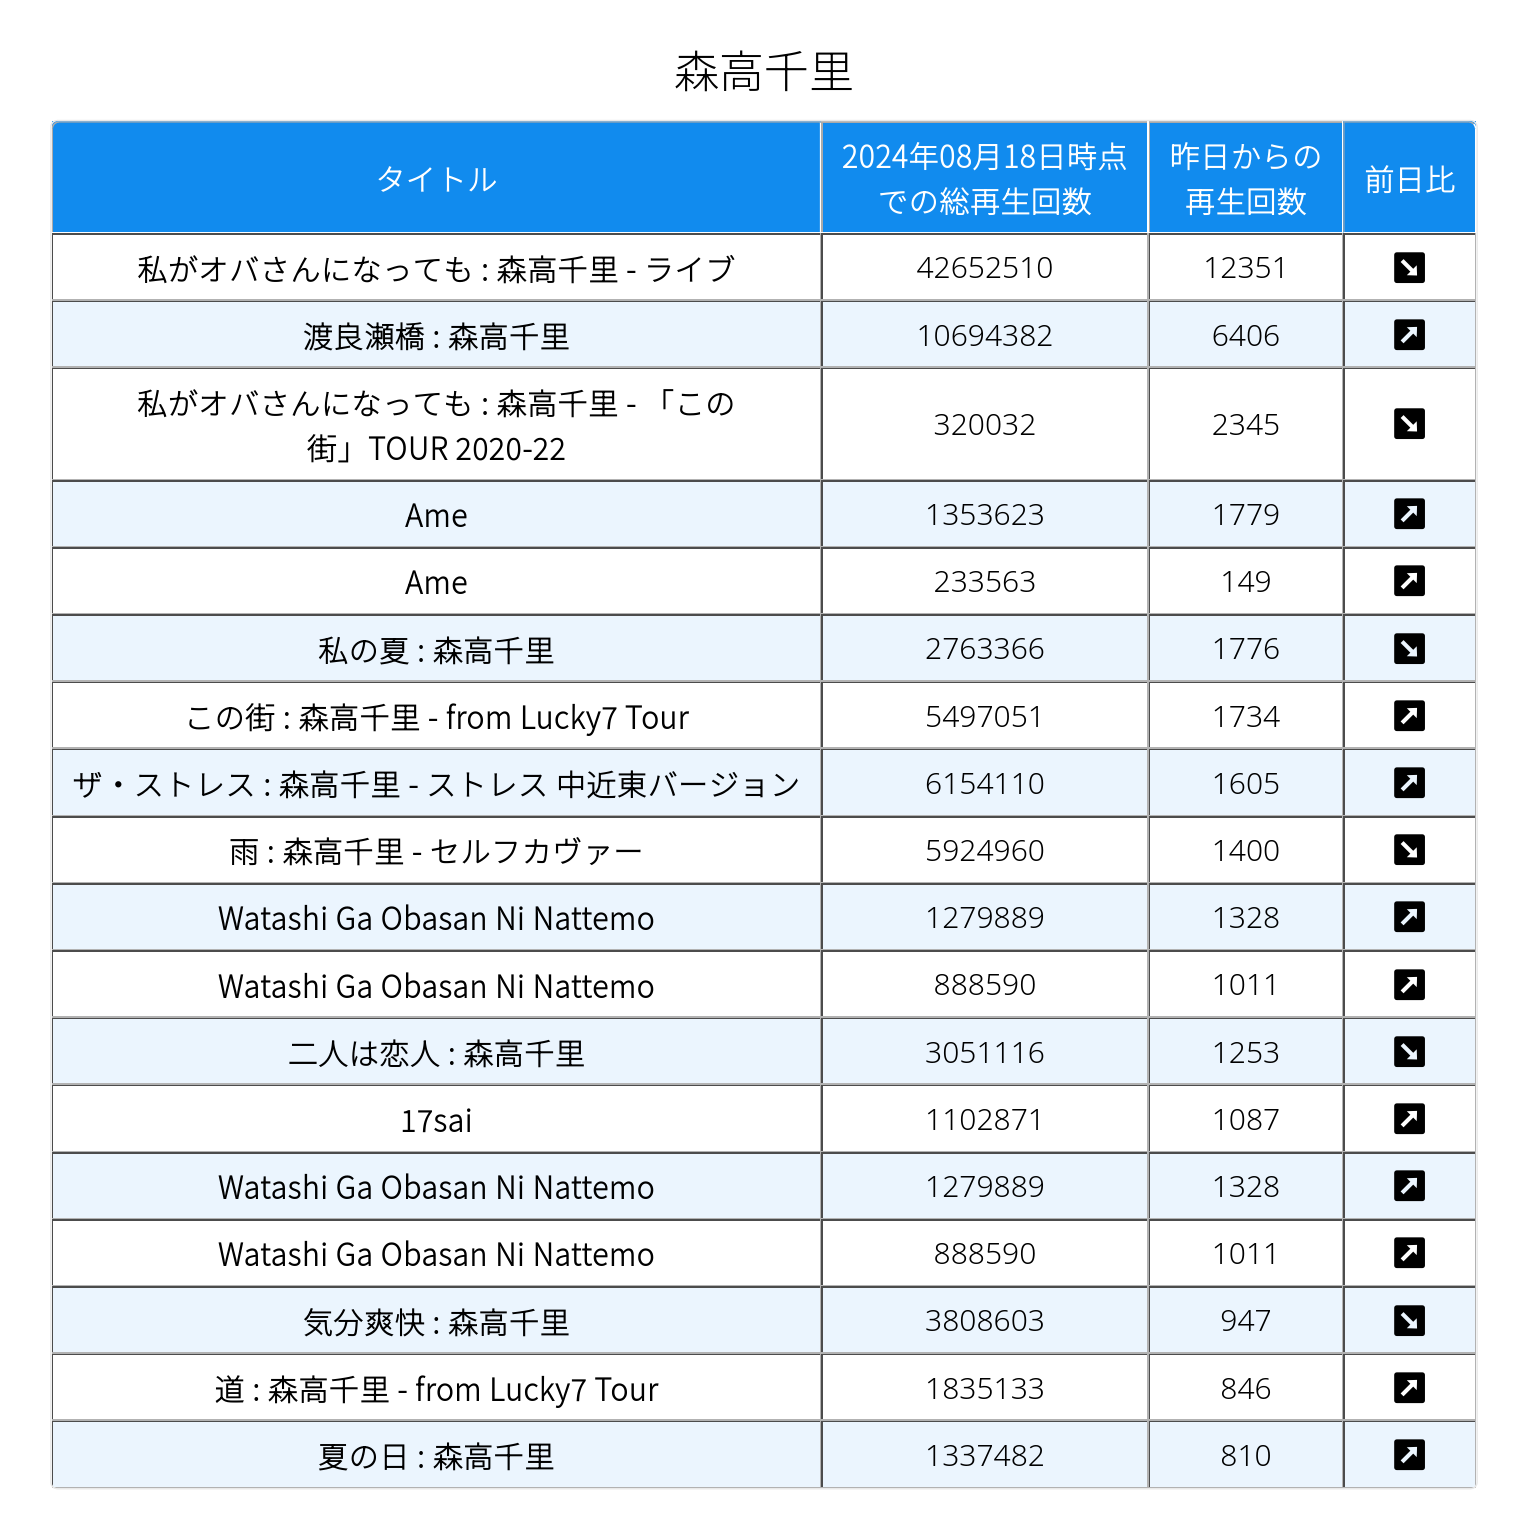 森高千里
タイトル
2024年08月18日時点
での総再生回数
昨日からの
再生回数
前日比
私がオバさんになっても : 森高千里 - ライブ 42652510 12351 ↘
渡良瀬橋 : 森高千里 10694382 6406 ↗
私がオバさんになっても : 森高千里 - 「この
街」TOUR 2020-22 320032 2345 ↘
Ame 1353623 1779 ↗
Ame 233563 149 ↗
私の夏 : 森高千里 2763366 1776 ↘
この街 : 森高千里 - from Lucky7 Tour 5497051 1734 ↗
ザ・ストレス : 森高千里 - ストレス 中近東バージョン 6154110 1605 ↗
雨 : 森高千里 - セルフカヴァー 5924960 1400 ↘
Watashi Ga Obasan Ni Nattemo 1279889 1328 ↗
Watashi Ga Obasan Ni Nattemo 888590 1011 ↗
二人は恋人 : 森高千里 3051116 1253 ↘
17sai 1102871 1087 ↗
Watashi Ga Obasan Ni Nattemo 1279889 1328 ↗
Watashi Ga Obasan Ni Nattemo 888590 1011 ↗
気分爽快 : 森高千里 3808603 947 ↘
道 : 森高千里 - from Lucky7 Tour 1835133 846 ↗
夏の日 : 森高千里 1337482 810 ↗